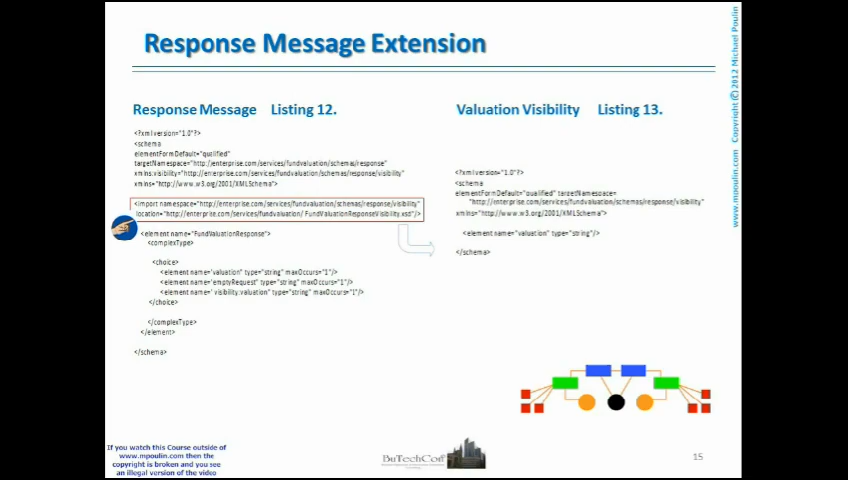 Response Message Extension
Response Message Listing 12.
<?xml version="1.0"?>
<schema
elementFormDefault="qualified"
targetNamespace="http://enterprise.com/services/fundvaluation/schemas/response"
xmlns:visibility="http://enterprise.com/services/fundvaluation/schemas/response/visibility"
xmlns="http://www.w3.org/2001/XMLSchema">
<import namespace="http://enterprise.com/services/fundvaluation/schemas/response/visibility"
location="http://enterprise.com/services/fundvaluation/ FundValuationResponseVisibility.xsd"/>
<element name="FundValuationResponse">
<complexType>
<choice>
<element name='valuation" type="string" maxOccurs="1"/>
<element name='emptyRequest" type="string" maxOccurs="1"/>
<element name=' visibility:valuation" type="string" maxOccurs="1"/>
</choice>
</complexType>
</element>
</schema>
Valuation Visibility Listing 13.
<?xml version="1.0"?>
<schema
elementFormDefault="qualified" targetNamespace=
"http://enterprise.com/services/fundvaluation/schemas/response/visibility"
xmlns="http://www.w3.org/2001/XMLSchema">
<element name="valuation" type="string"/>
</schema>
www.mpoulin.com Copyright (c) 2012 Michael Poulin
If you watch this Course outside of
www.mpoulin.com then the
copyright is broken and you see
an illegal version of the video
BuTechCon
15